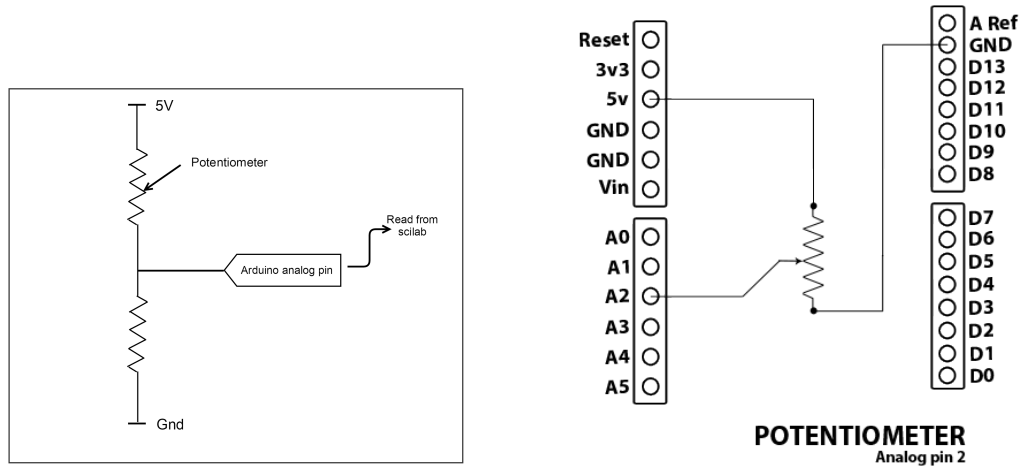 5V
Potentiometer
Read from
scilab
Arduino analog pin
Gnd
Reset
3v3
5v
GND
GND
Vin
A0
A1
A2
A3
A4
A5
A Ref
GND
D13
D12
D11
D10
D9
D8
D7
D6
D5
D4
D3
D2
D1
D0
POTENTIOMETER
Analog pin 2